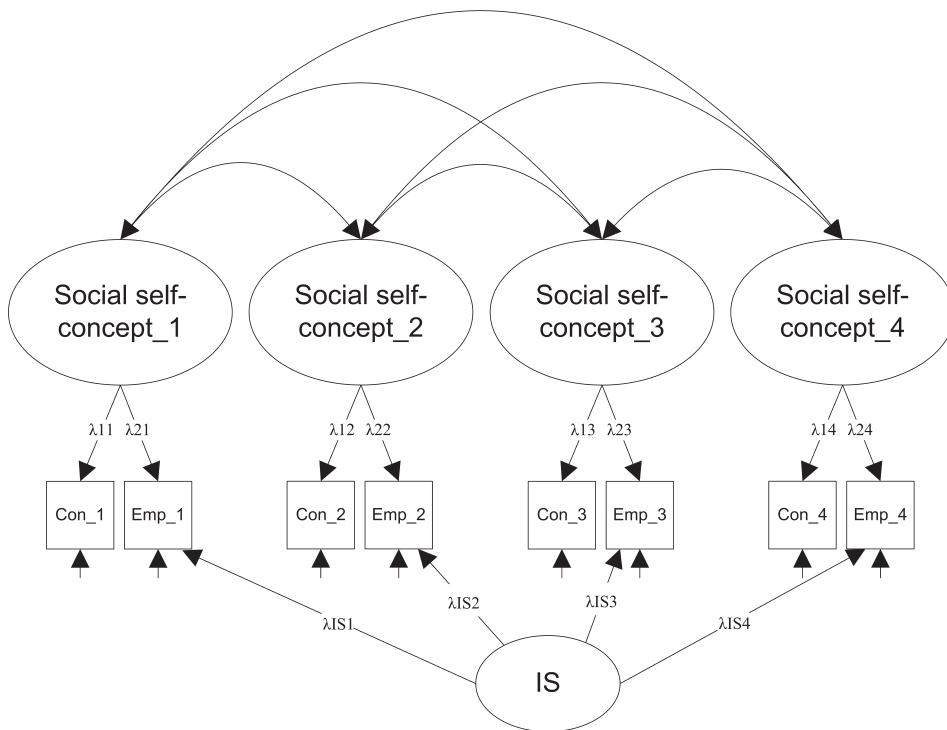 Social self-
concept_1
Social self-
concept_2
Social self-
concept_3
Social self-
concept_4
λ11
λ21
λ12
λ22
λ13
λ23
λ14
λ24
Con_1
Emp_1
Con_2
Emp_2
Con_3
Emp_3
Con_4
Emp_4
λIS1
λIS2
λIS3
λIS4
IS